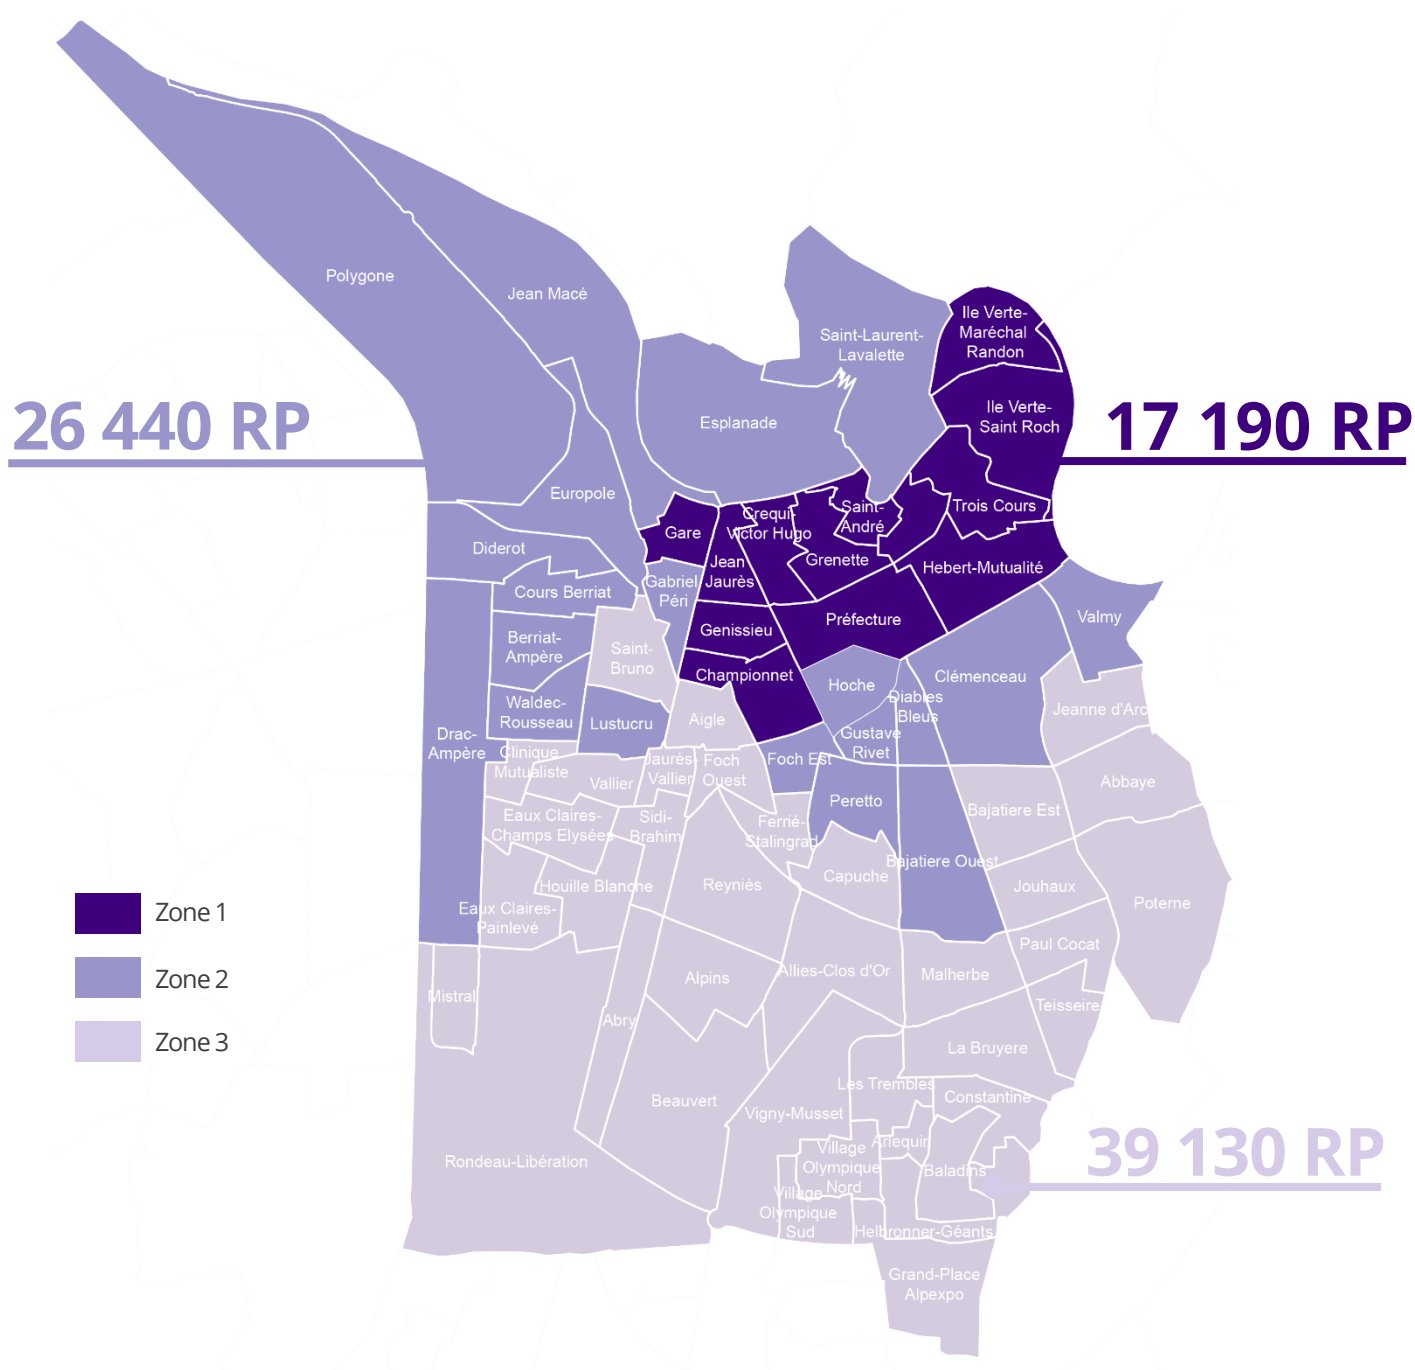 Polygone
Jean Macé
Saint-Laurent-
Lavalette
Ile Verte-
Maréchal
Randon
Esplanade
Ile Verte-
Saint Roch
26 440 RP
17 190 RP
Europole
Gare
Crequi-
Victor Hugo
Saint-
André
Trois Cours
Diderot
Jean
Jaurès
Grenette
Hebert-Mutualité
Cours Berriat
Gabriel
Péri
Genissieu
Préfecture
Valmy
Berriat-
Ampère
Saint-
Bruno
Championnet
Hoche
Clémenceau
Waldec-
Rousseau
Lustucru
Aigle
Diables
Bleus
Jeanne d'Arc
Drac-
Ampère
Clinique
Mutualiste
Vallier
Jaurès-
Vallier
Foch
Ouest
Foch Est
Gustave
Rivet
Abbaye
Eaux Claires-
Champs Elysées
Sidi-
Brahim
Ferrié-
Stalingrad
Peretto
Bajatiere Est
Houille Blanche
Reyniès
Capuche
Bajatiere Ouest
Jouhaux
Poterne
Eaux Claires-
Painlevé
Paul Cocat
Zone 1
Zone 2
Zone 3
Mistral
Abry
Alpins
Allies-Clos d'Or
Malherbe
Teisseire
La Bruyere
Beauvert
Vigny-Musset
Les Trembles
Constantine
Rondeau-Libération
Village
Olympique
Nord
Arlequin
Baladins
39 130 RP
Village
Olympique
Sud
Helbronner-Géants
Grand-Place
Alpexpo